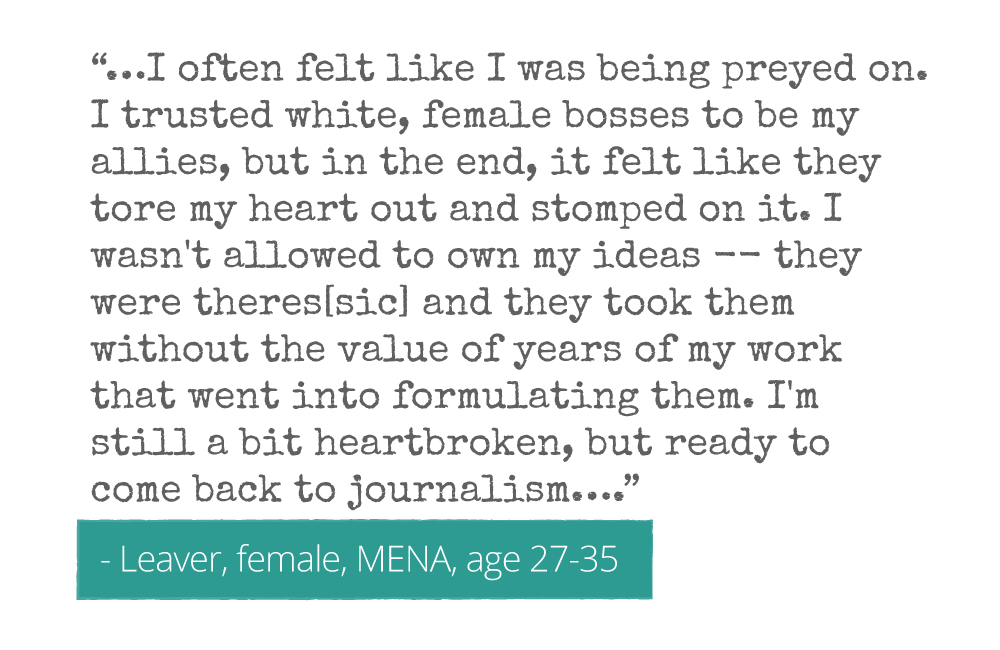 “...I often felt like I was being preyed on.
I trusted white, female bosses to be my
allies, but in the end, it felt like they
tore my heart out and stomped on it. I
wasn't allowed to own my ideas -- they
were theres[sic] and they took them
without the value of years of my work
that went into formulating them. I'm
still a bit heartbroken, but ready to
come back to journalism....”
- Leaver, female, MENA, age 27-35